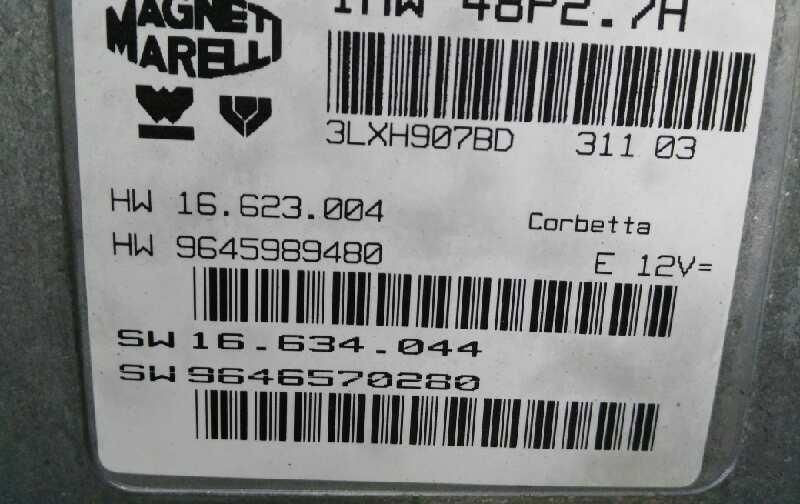 MAGNETI
MARELLI
IAW 48P2.7A
3LXH907BD 311 03
HW 16.623.004
Corbetta
HW 9645989480
E 12V=
SW 16.634.044
SW 9646570280